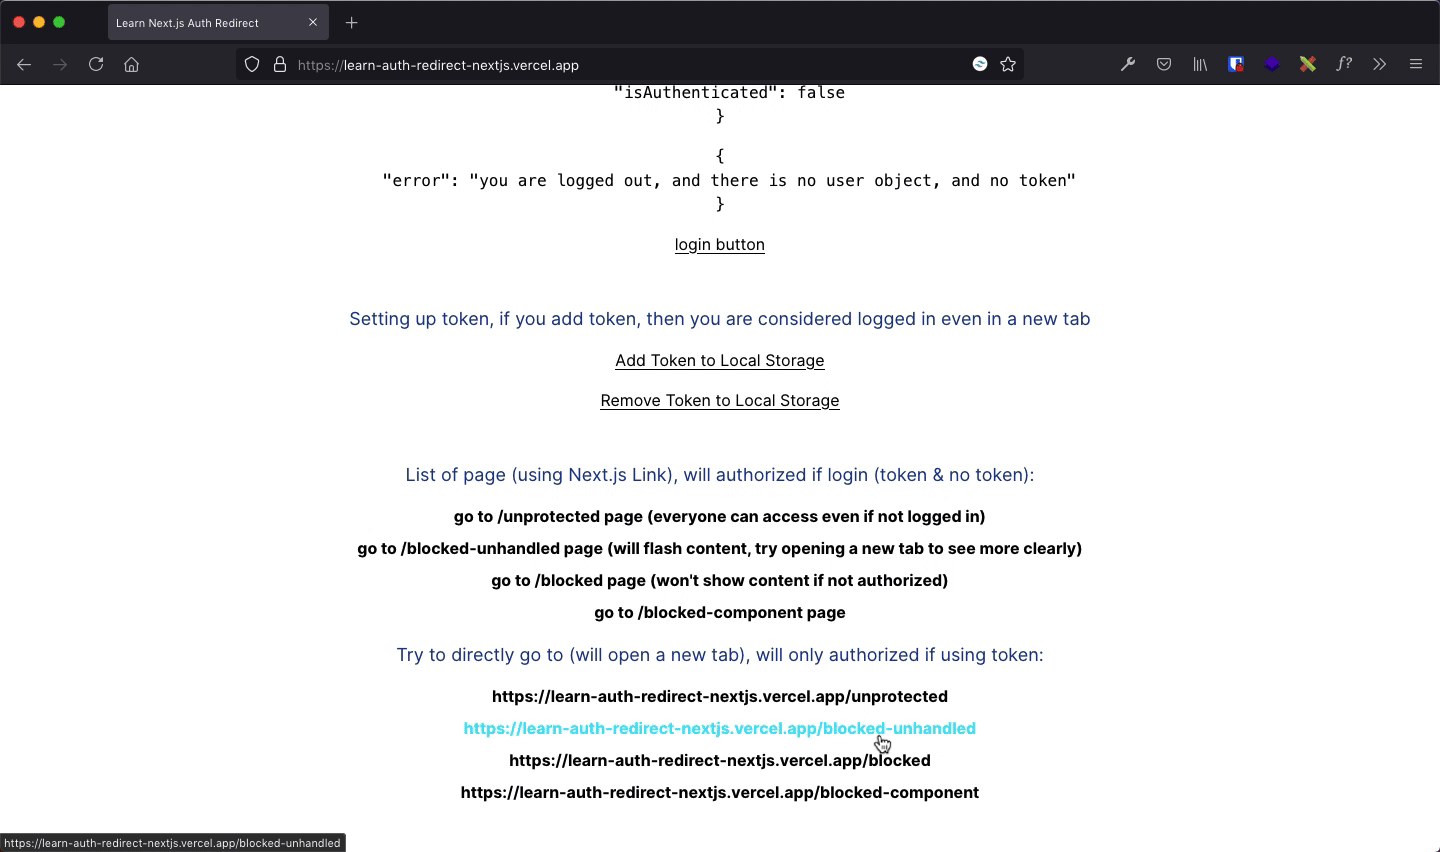 Learn Next.js Auth Redirect
https://learn-auth-redirect-nextjs.vercel.app
f?
"isAuthenticated": false
}
{
"error": "you are logged out, and there is no user object, and no token"
}
login button
Setting up token, if you add token, then you are considered logged in even in a new tab
Add Token to Local Storage
Remove Token to Local Storage
List of page (using Next.js Link), will authorized if login (token & no token):
go to /unprotected page (everyone can access even if not logged in)
go to /blocked-unhandled page (will flash content, try opening a new tab to see more clearly)
go to /blocked page (won't show content if not authorized)
go to /blocked-component page
Try to directly go to (will open a new tab), will only authorized if using token:
https://learn-auth-redirect-nextjs.vercel.app/unprotected
https://learn-auth-redirect-nextjs.vercel.app/blocked-unhandled
https://learn-auth-redirect-nextjs.vercel.app/blocked
https://learn-auth-redirect-nextjs.vercel.app/blocked-component
https://learn-auth-redirect-nextjs.vercel.app/blocked-unhandled